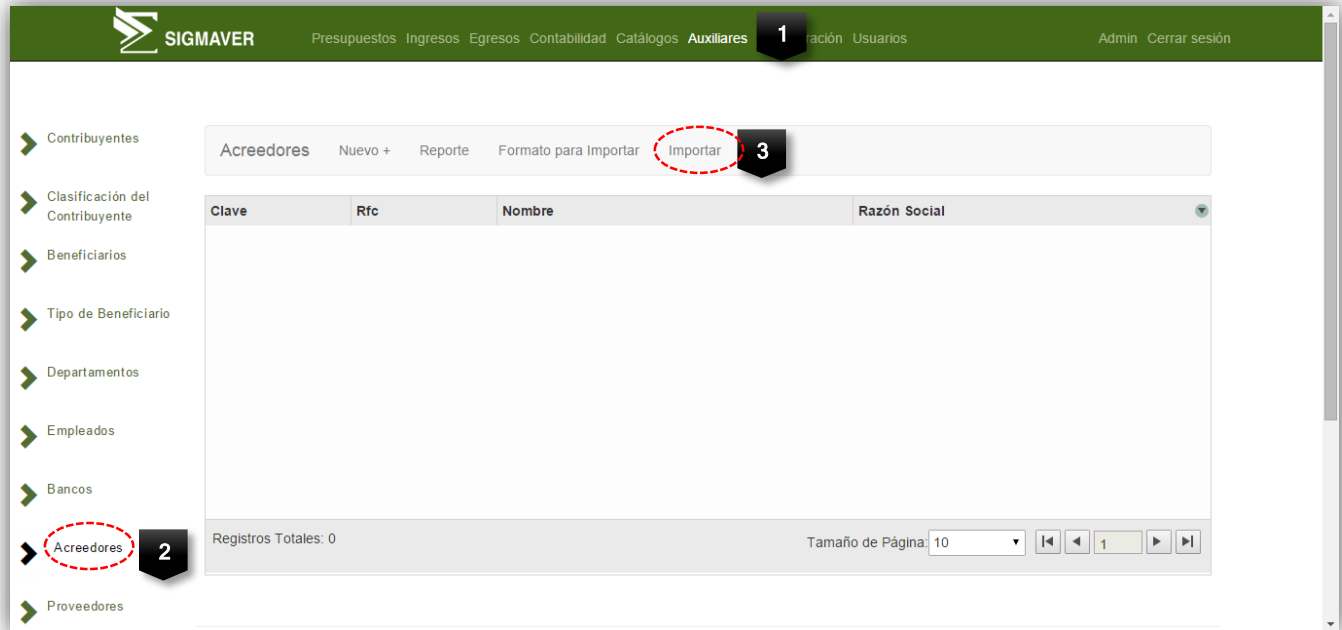 SIGMAVER Presupuestos Ingresos Egresos Contabilidad Catálogos Auxiliares 1 ración Usuarios Admin Cerrar sesión
Contribuyentes
Acreedores Nuevo + Reporte Formato para Importar Importar 3
Clasificación del
Contribuyente
Clave Rfc Nombre Razón Social
Beneficiarios
Tipo de Beneficiario
Departamentos
Empleados
Bancos
Registros Totales: 0 Tamaño de Página: 10 1
Acreedores 2
Proveedores